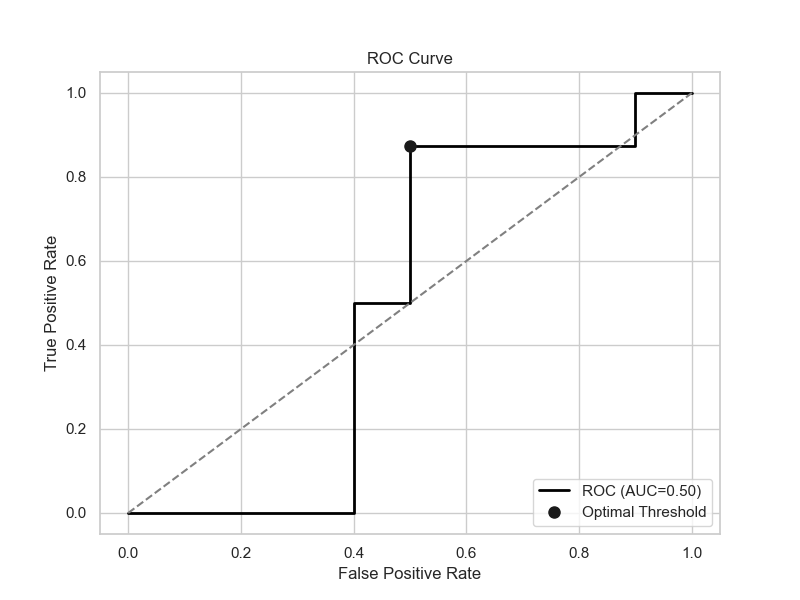 ROC Curve
1.0
0.8
0.6
0.4
0.2
0.0
True Positive Rate
0.0 0.2 0.4 0.6 0.8 1.0
False Positive Rate
ROC (AUC=0.50)
Optimal Threshold